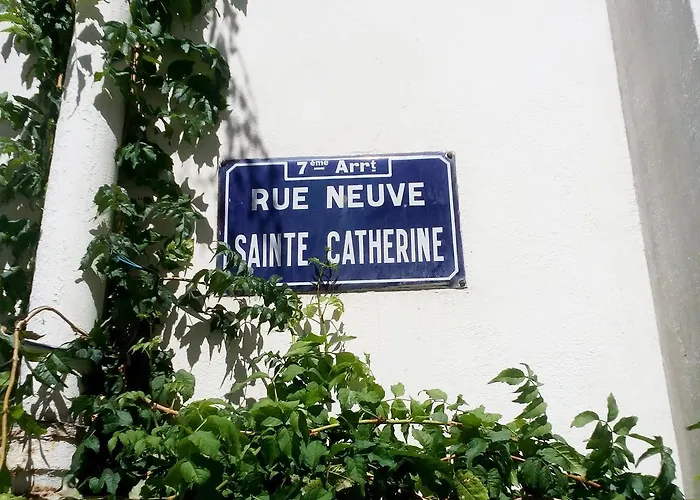 7ème Arrt
RUE NEUVE
SAINTE CATHERINE